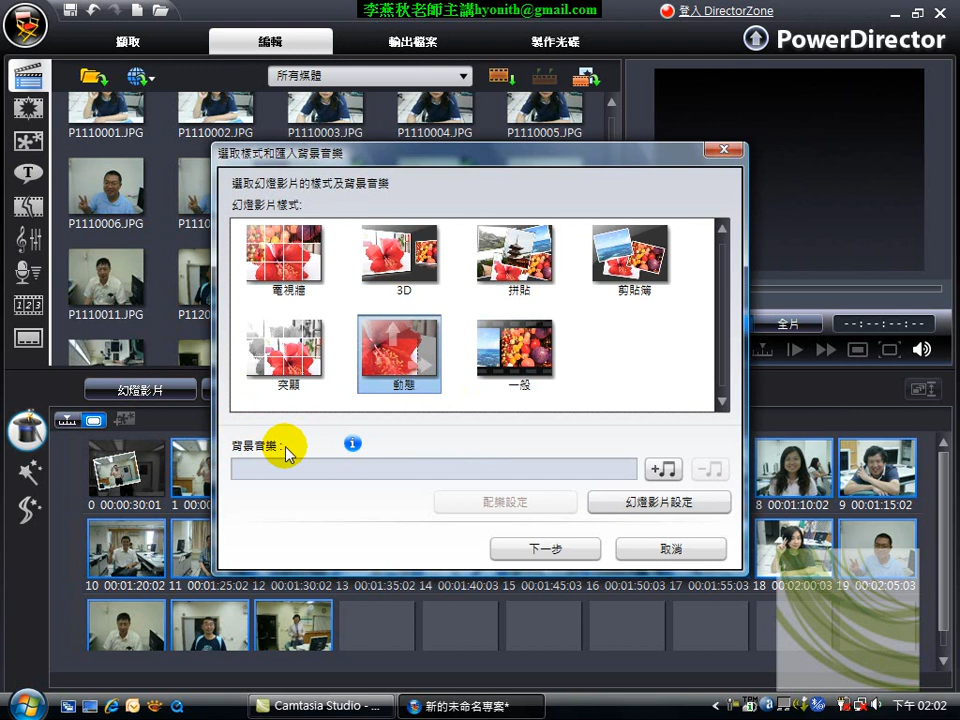 李燕秋老師主講hyonith@gmail.com
登入 DirectorZone
擷取
編輯
輸出檔案
製作光碟
PowerDirector
所有媒體
P1110001.JPG
P1110002.JPG
P1110003.JPG
P1110004.JPG
P1110005.JPG
P1110006.JPG
P1110011.JPG
選取樣式和匯入背景音樂
選取幻燈影片的樣式及背景音樂
幻燈影片樣式:
電視牆
3D
拼貼
剪貼簿
突顯
動態
一般
背景音樂:
配樂設定
幻燈影片設定
下一步
取消
全片
--:--:--:--
幻燈影片
0 00:00:30:01
8 00:01:10:02
9 00:01:15:02
10 00:01:20:02
11 00:01:25:02
12 00:01:30:02
13 00:01:35:02
14 00:01:40:03
15 00:01:45:03
16 00:01:50:03
17 00:01:55:03
18 00:02:00:03
19 00:02:05:03
Camtasia Studio - ...
新的未命名專案*
下午 02:02